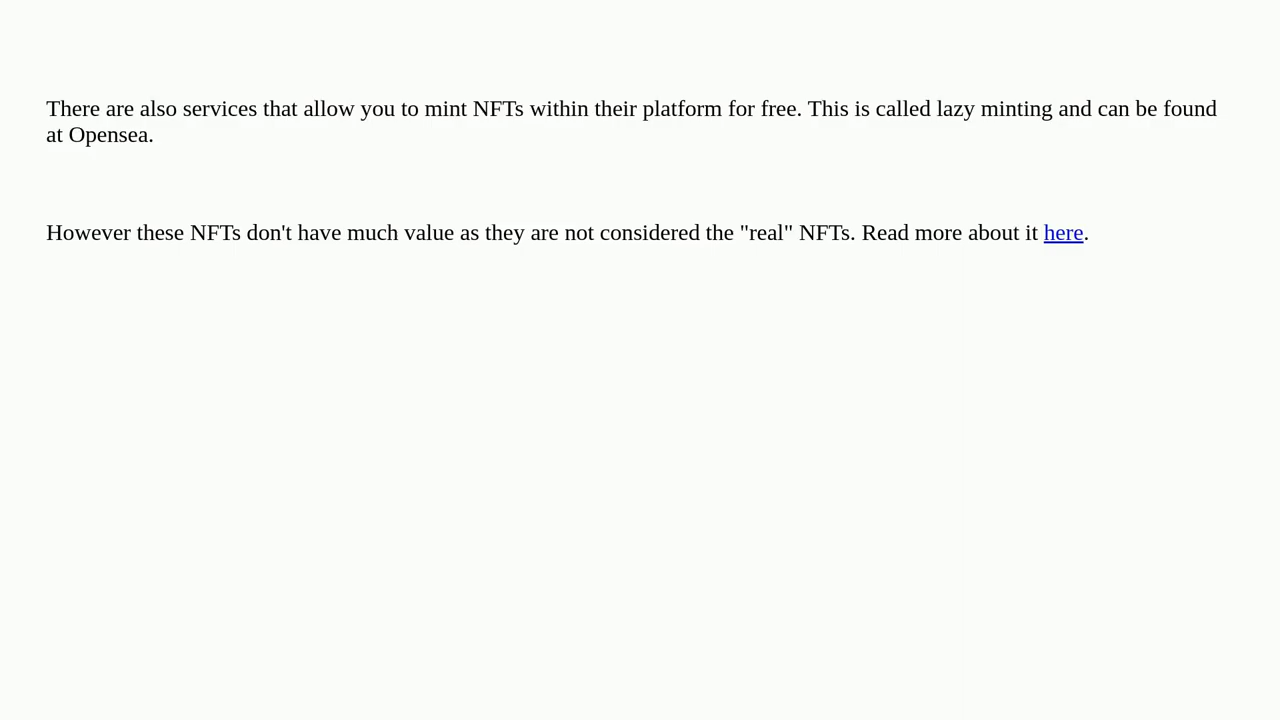 There are also services that allow you to mint NFTs within their platform for free. This is called lazy minting and can be found
at Opensea.
However these NFTs don't have much value as they are not considered the "real" NFTs. Read more about it here.